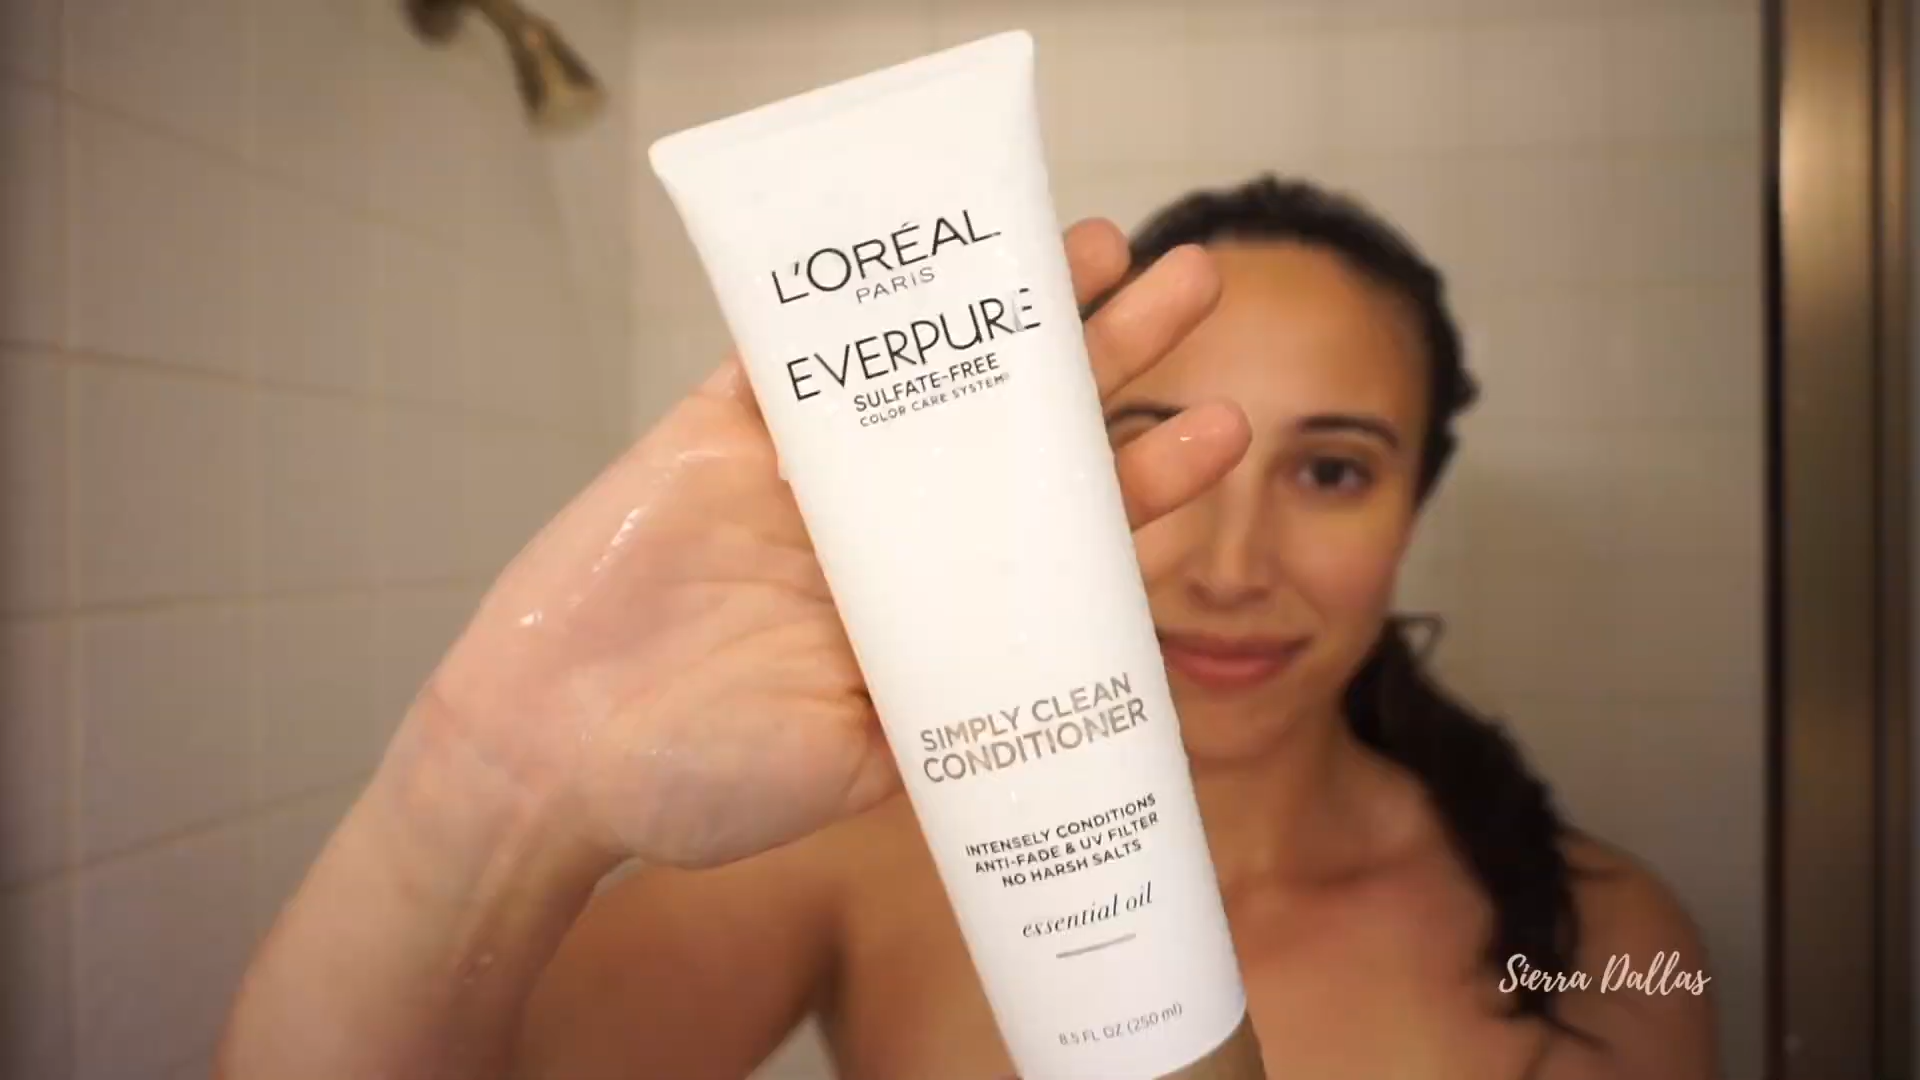 L'ORÉAL
PARIS
EVERPURE
SULFATE-FREE
COLOR CARE SYSTEM®
SIMPLY CLEAN
CONDITIONER
INTENSELY CONDITIONS
ANTI-FADE & UV FILTER
NO HARSH SALTS
essential oil
8.5 FL OZ (250 ml)
Sierra Dallas